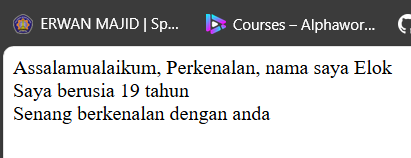 ERWAN MAJID | Sp...
Courses – Alphawor...
Assalamualaikum, Perkenalan, nama saya Elok
Saya berusia 19 tahun
Senang berkenalan dengan anda